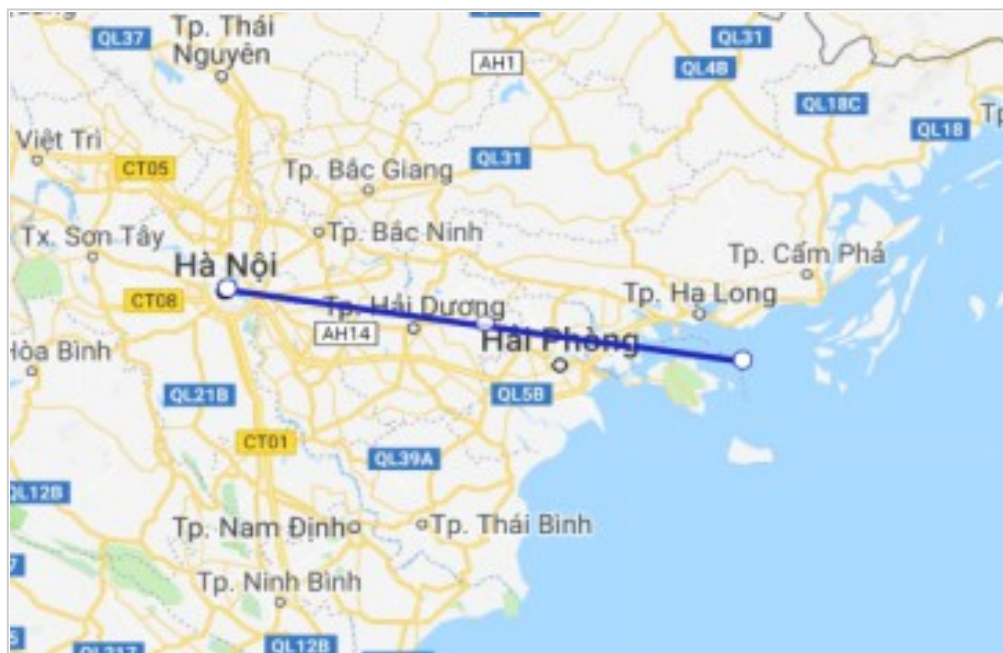 QL37
Tp. Thái
Nguyên
AH1
QL31
QL4B
QL18C
QL18
Tp
Việt Trì
CT05
Tp. Bắc Giang
QL31
Tx. Sơn Tây
Tp. Bắc Ninh
Tp. Cẩm Phả
Hà Nội
CT08
Tp. Hải Dương
Tp. Hạ Long
AH14
Hải Phòng
Hòa Bình
QL21B
QL5B
CT01
QL39A
QL12B
Tp. Nam Định
Tp. Thái Bình
Tp. Ninh Bình
QL12B